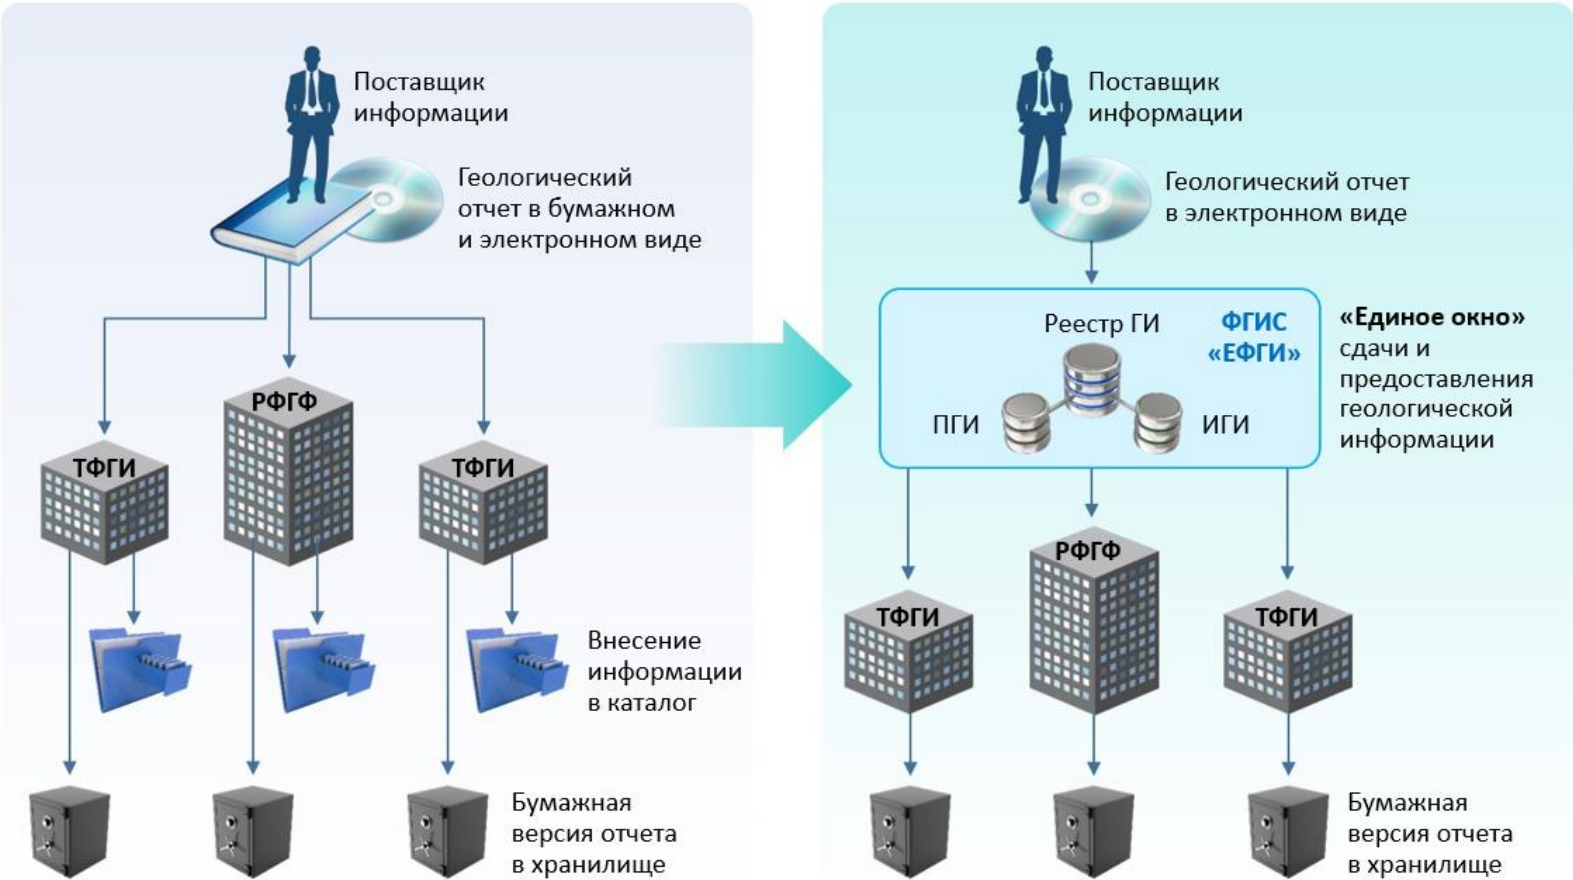 Поставщик
информации
Геологический
отчет в бумажном
и электронном виде
РФГФ
ТФГИ
ТФГИ
Внесение
информации
в каталог
Бумажная
версия отчета
в хранилище
Поставщик
информации
Геологический отчет
в электронном виде
Реестр ГИ
ФГИС
«ЕФГИ»
ПГИ
ИГИ
«Единое окно»
сдачи и
предоставления
геологической
информации
РФГФ
ТФГИ
ТФГИ
Бумажная
версия отчета
в хранилище